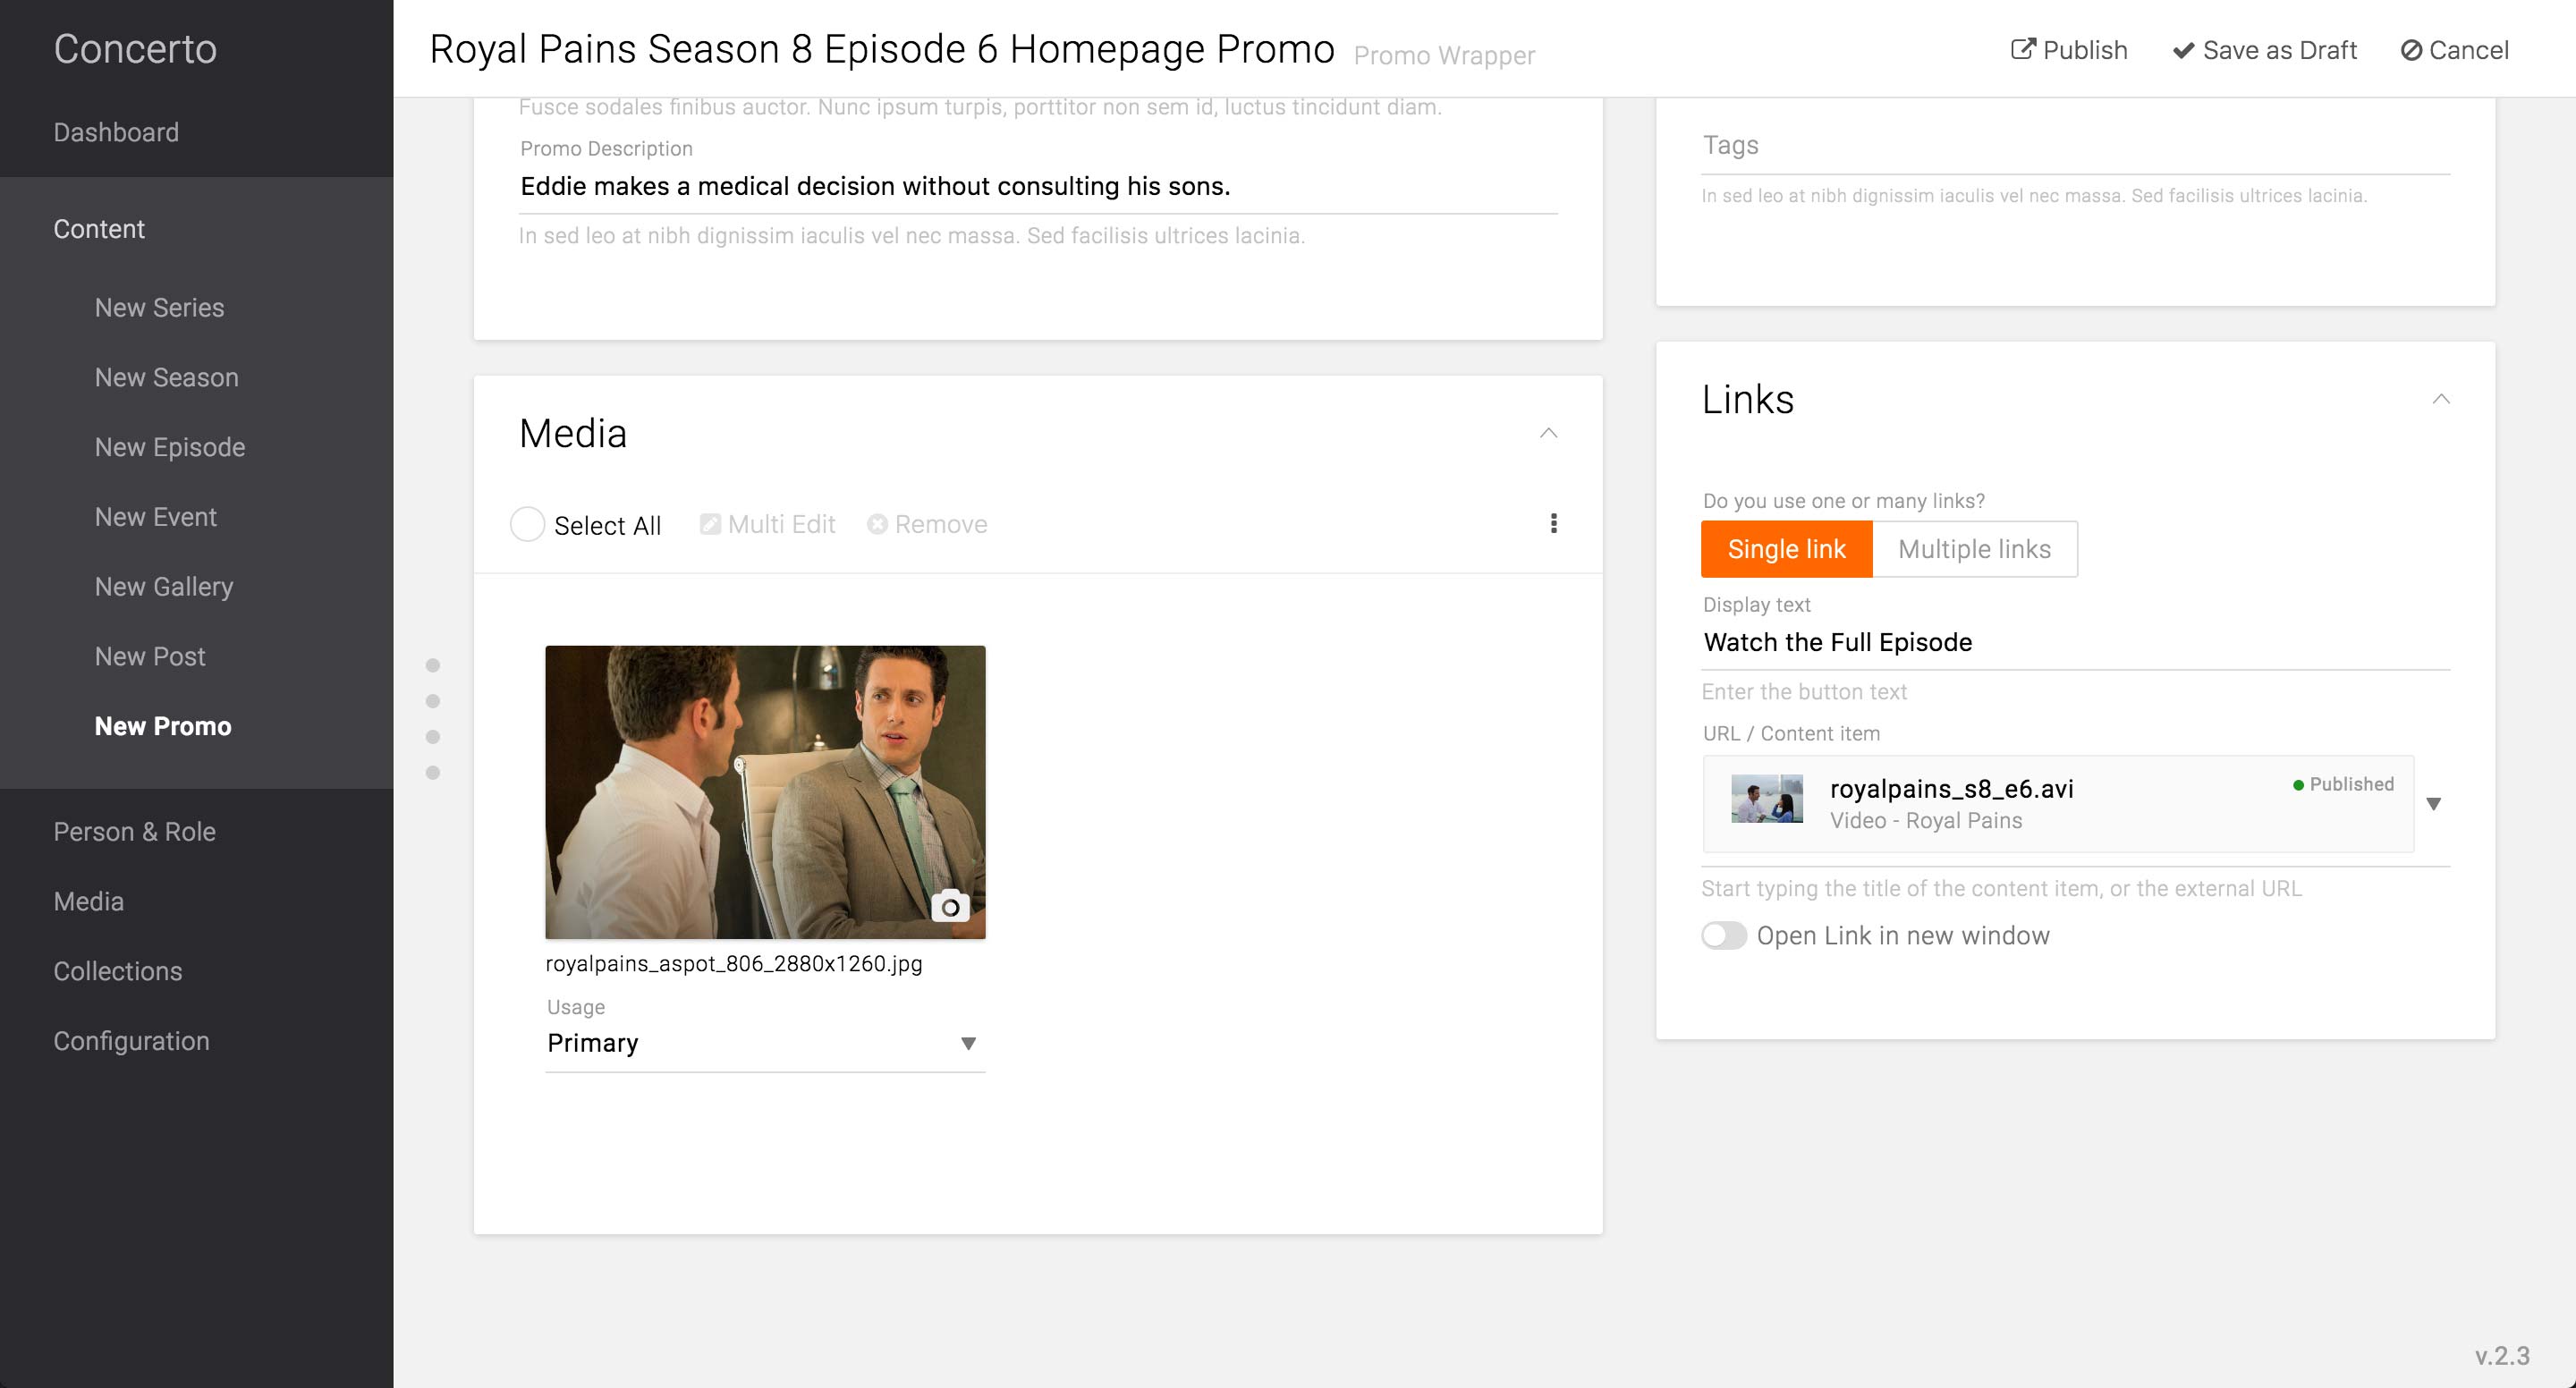 Concerto
Dashboard
Content
New Series
New Season
New Episode
New Event
New Gallery
New Post
New Promo
Person & Role
Media
Collections
Configuration
Royal Pains Season 8 Episode 6 Homepage Promo Promo Wrapper
Publish Save as Draft Cancel
Fusce sodales finibus auctor. Nunc ipsum turpis, porttitor non sem id, luctus tincidunt diam.
Promo Description
Eddie makes a medical decision without consulting his sons.
In sed leo at nibh dignissim iaculis vel nec massa. Sed facilisis ultrices lacinia.
Media
Select All Multi Edit Remove
royalpains_aspot_806_2880x1260.jpg
Usage
Primary
Tags
In sed leo at nibh dignissim iaculis vel nec massa. Sed facilisis ultrices lacinia.
Links
Do you use one or many links?
Single link Multiple links
Display text
Watch the Full Episode
Enter the button text
URL / Content item
royalpains_s8_e6.avi Published
Video - Royal Pains
Start typing the title of the content item, or the external URL
Open Link in new window
v.2.3